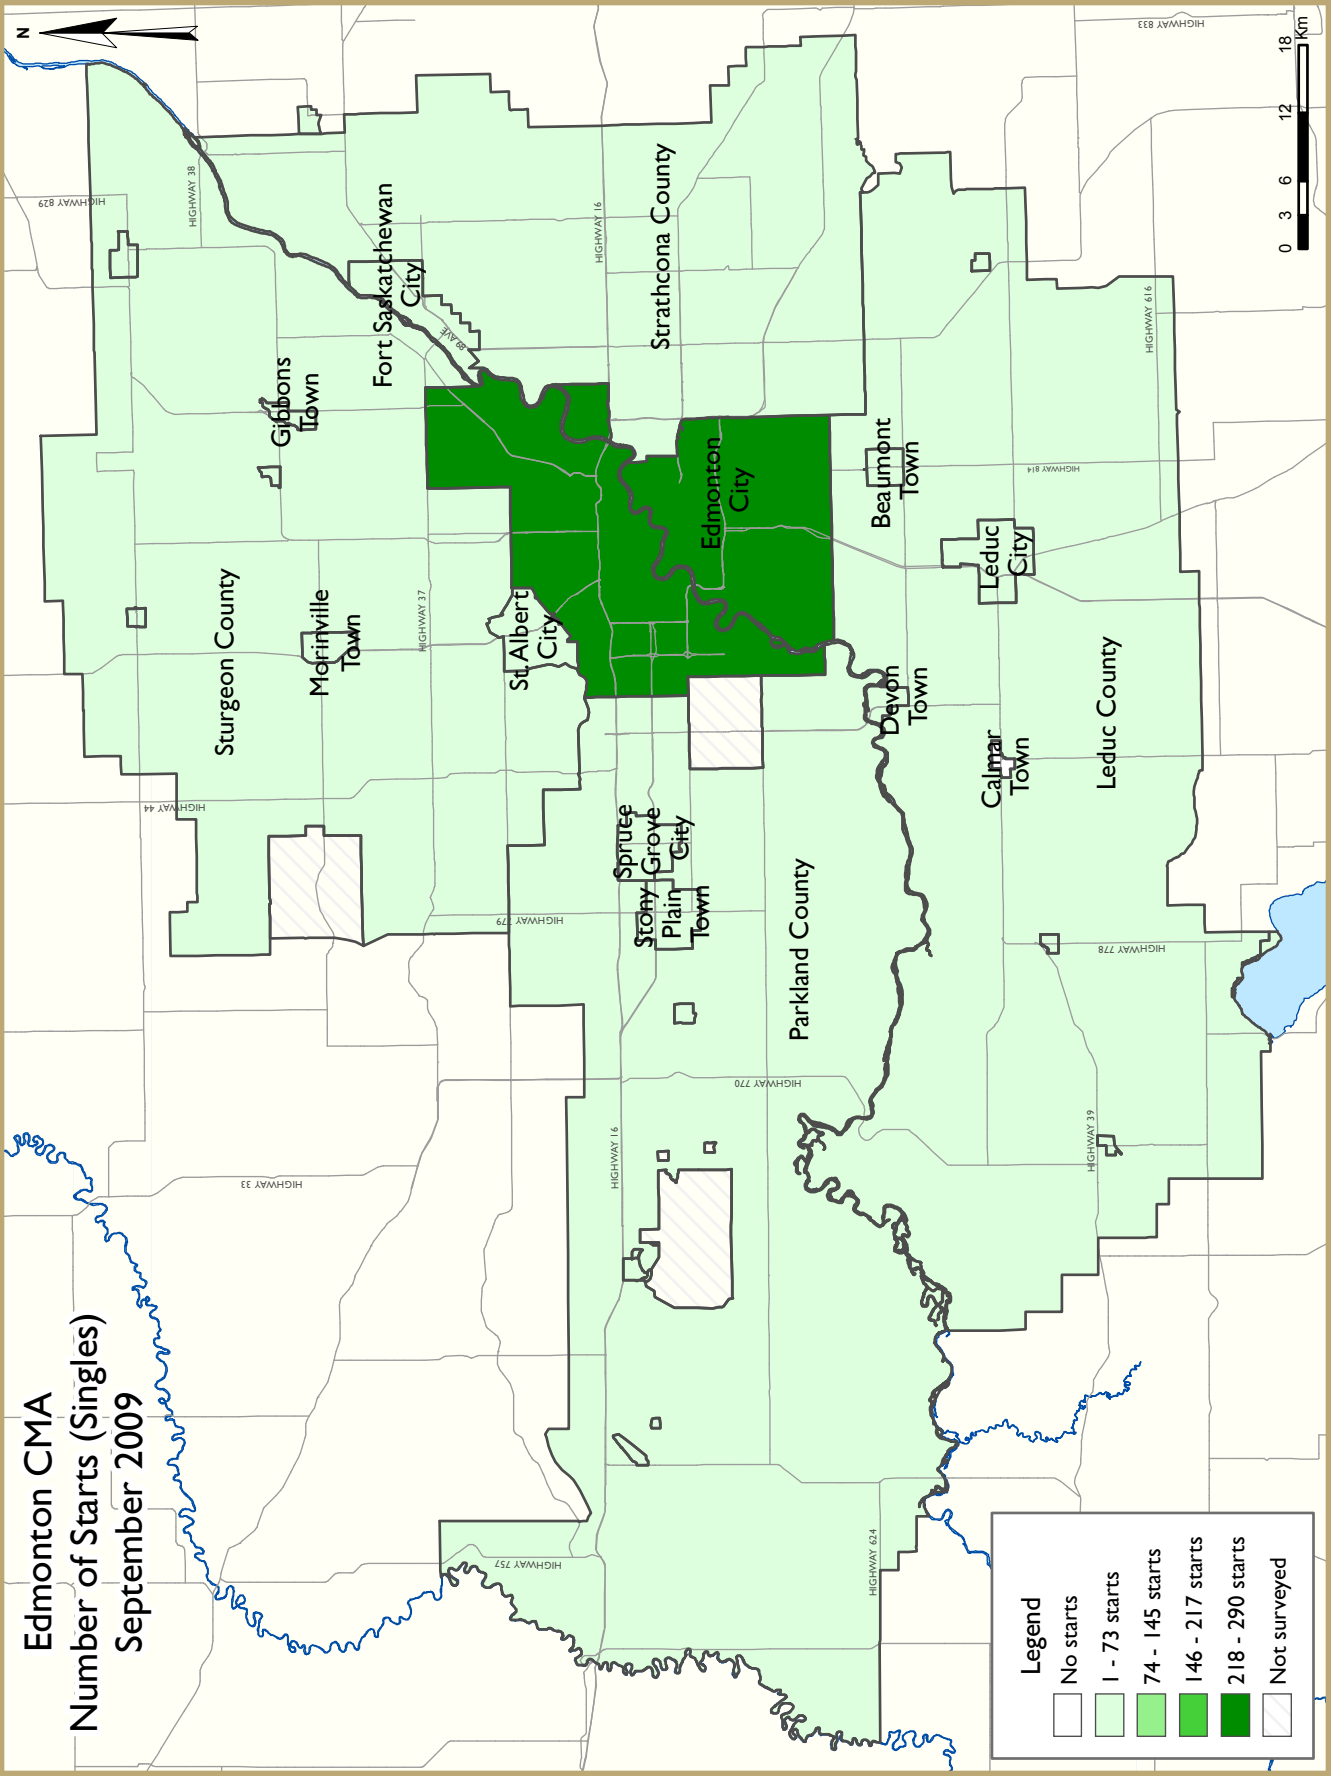 Edmonton CMA
Number of Starts (Singles)
September 2009
N
HIGHWAY 829
HIGHWAY 38
HIGHWAY 833
Fort Saskatchewan
City
89 AVE
Gibbons
Town
Sturgeon County
Morinville
Town
HIGHWAY 37
St. Albert
City
HIGHWAY 44
HIGHWAY 779
HIGHWAY 33
HIGHWAY 757
HIGHWAY 16
Strathcona County
Edmonton
City
Spruce
Grove
City
Stony
Plain
Town
HIGHWAY 16
Parkland County
HIGHWAY 770
HIGHWAY 624
Beaumont
Town
HIGHWAY 814
HIGHWAY 616
Leduc
City
Devon
Town
Calmar
Town
Leduc County
HIGHWAY 778
HIGHWAY 39
0 3 6 12 18
Km
Legend
No starts
1 - 73 starts
74 - 145 starts
146 - 217 starts
218 - 290 starts
Not surveyed